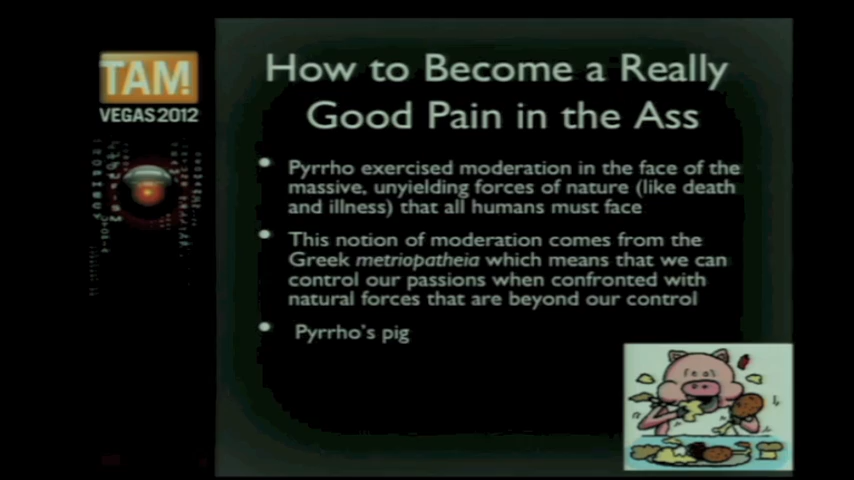 TAM!
VEGAS 2012
How to Become a Really
Good Pain in the Ass
Pyrrho exercised moderation in the face of the
massive, unyielding forces of nature (like death
and illness) that all humans must face
This notion of moderation comes from the
Greek metriopatheia which means that we can
control our passions when confronted with
natural forces that are beyond our control
Pyrrho's pig